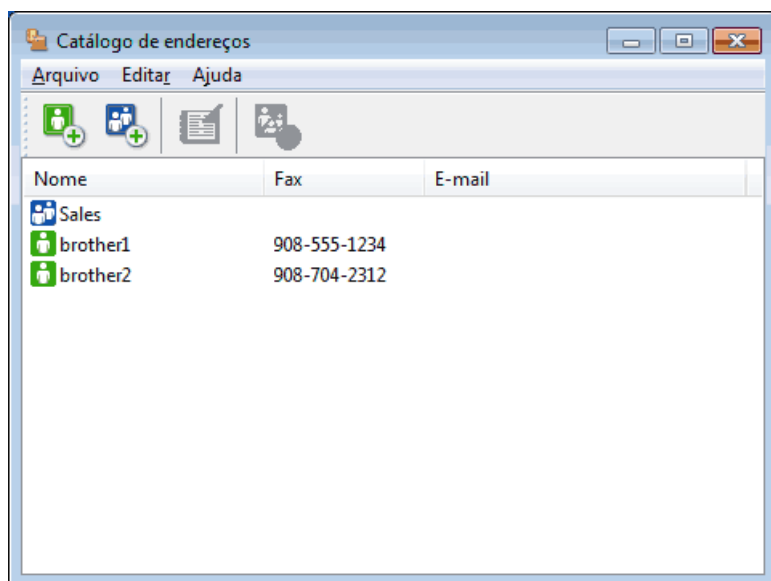 Catálogo de endereços
Arquivo Editar Ajuda
Nome Fax E-mail
Sales
brother1 908-555-1234
brother2 908-704-2312